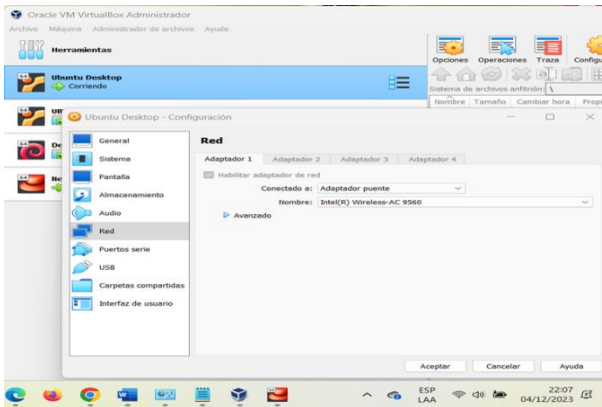 Oracle VM VirtualBox Administrador
Archivo Máquina Administrador de archivos Ayuda
Herramientas
Opciones Operaciones Traza Configu
Ubuntu Desktop
Corriendo
Sistema de archivos anfitrión: \
Nombre Tamaño Cambiar hora Propi
Ubuntu Desktop - Configuración
General
Sistema
Pantalla
Almacenamiento
Audio
Red
Puertos serie
USB
Carpetas compartidas
Interfaz de usuario
Red
Adaptador 1 Adaptador 2 Adaptador 3 Adaptador 4
Habilitar adaptador de red
Conectado a: Adaptador puente
Nombre: Intel(R) Wireless-AC 9560
Avanzado
Aceptar Cancelar Ayuda
ESP
LAA
22:07
04/12/2023